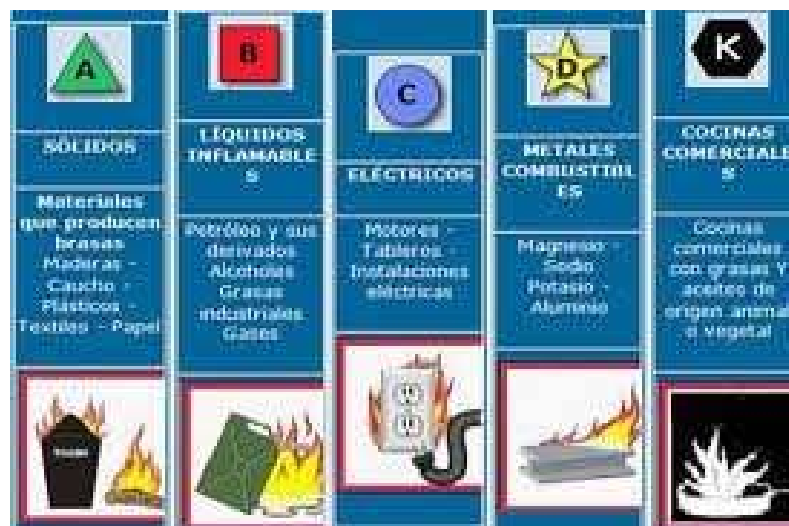 A
SÓLIDOS
Materiales
que producen
brasas
Maderas -
Caucho -
Plásticos -
Textiles - Papel
B
LÍQUIDOS
INFLAMABLE
S
Petróleo y sus
derivados
Alcoholes
Grasas
industriales
Gases
C
ELÉCTRICOS
Motores -
Tableros -
Instalaciones
eléctricas
D
METALES
COMBUSTIBL
ES
Magnesio -
Sodio
Potasio -
Aluminio
K
COCINAS
COMERCIALE
S
Cocinas
comerciales
con grasas Y
aceites de
origen animal
o vegetal